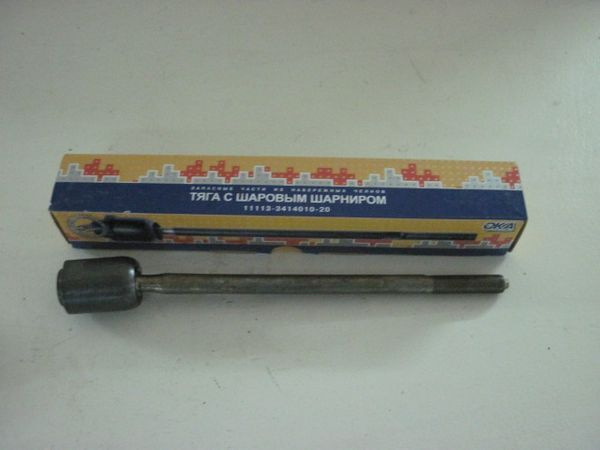 ЗАПАСНЫЕ ЧАСТИ ИЗ НАБЕРЕЖНЫХ ЧЕЛНОВ
ТЯГА С ШАРОВЫМ ШАРНИРОМ
11113-3414010-20
ОКА